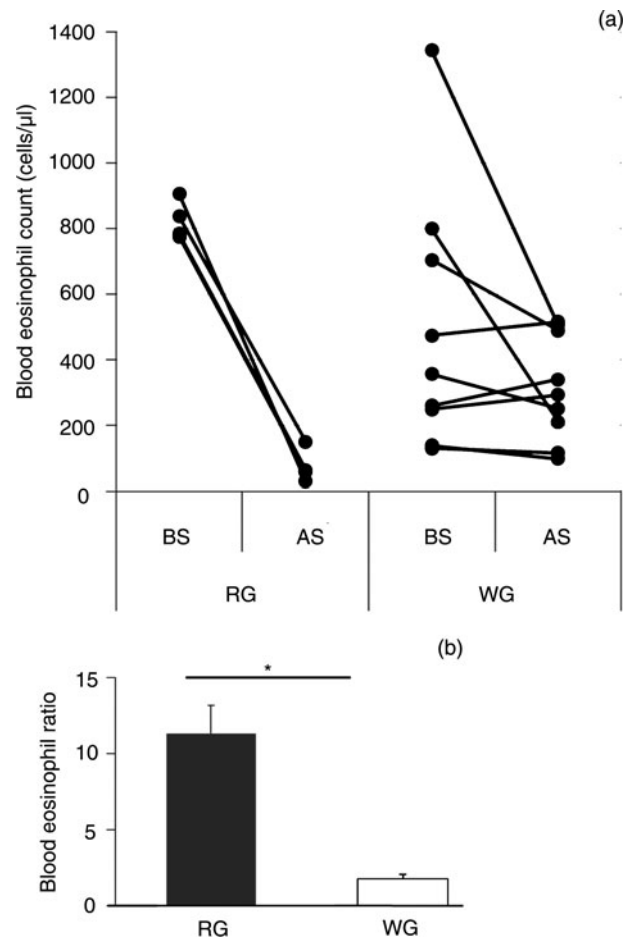 (a)
Blood eosinophil count (cells/µl)
1400
1200
1000
800
600
400
200
0
BS AS BS AS
RG WG
(b)
Blood eosinophil ratio
*
15
10
5
0
RG WG